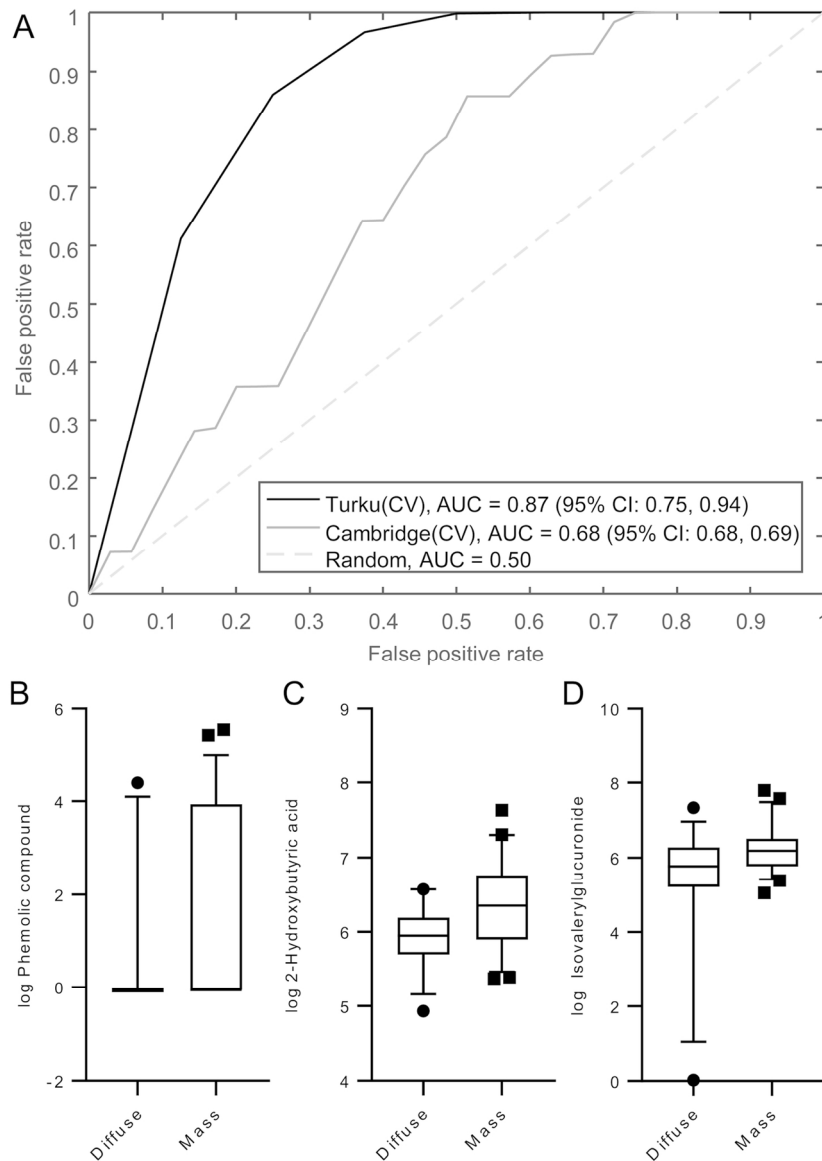 A
1
0.9
0.8
0.7
0.6
0.5
0.4
0.3
0.2
0.1
0
False positive rate
Turku(CV), AUC = 0.87 (95% CI: 0.75, 0.94)
Cambridge(CV), AUC = 0.68 (95% CI: 0.68, 0.69)
Random, AUC = 0.50
0 0.1 0.2 0.3 0.4 0.5 0.6 0.7 0.8 0.9 1
False positive rate
B
6
4
2
0
-2
log Phemolic compound
Diffuse Mass
C
9
8
7
6
5
4
log 2-Hydroxybutyric acid
Diffuse Mass
D
10
8
6
4
2
0
log Isovalerylglucuronide
Diffuse Mass